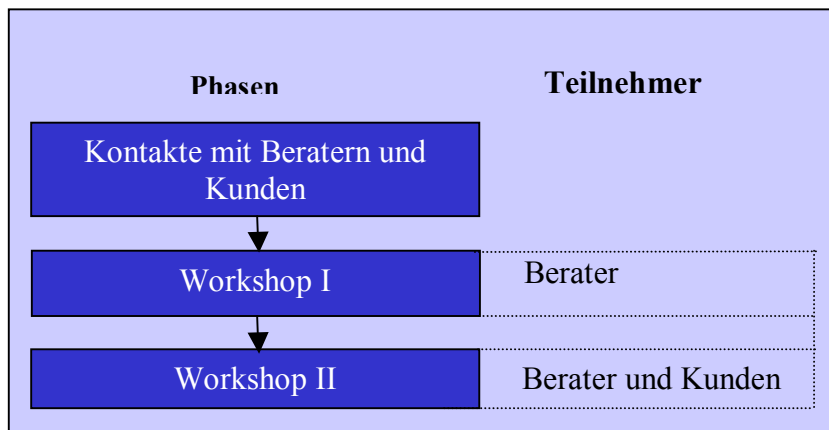 Phasen Teilnehmer
Kontakte mit Beratern und
Kunden
Workshop I Berater
Workshop II Berater und Kunden